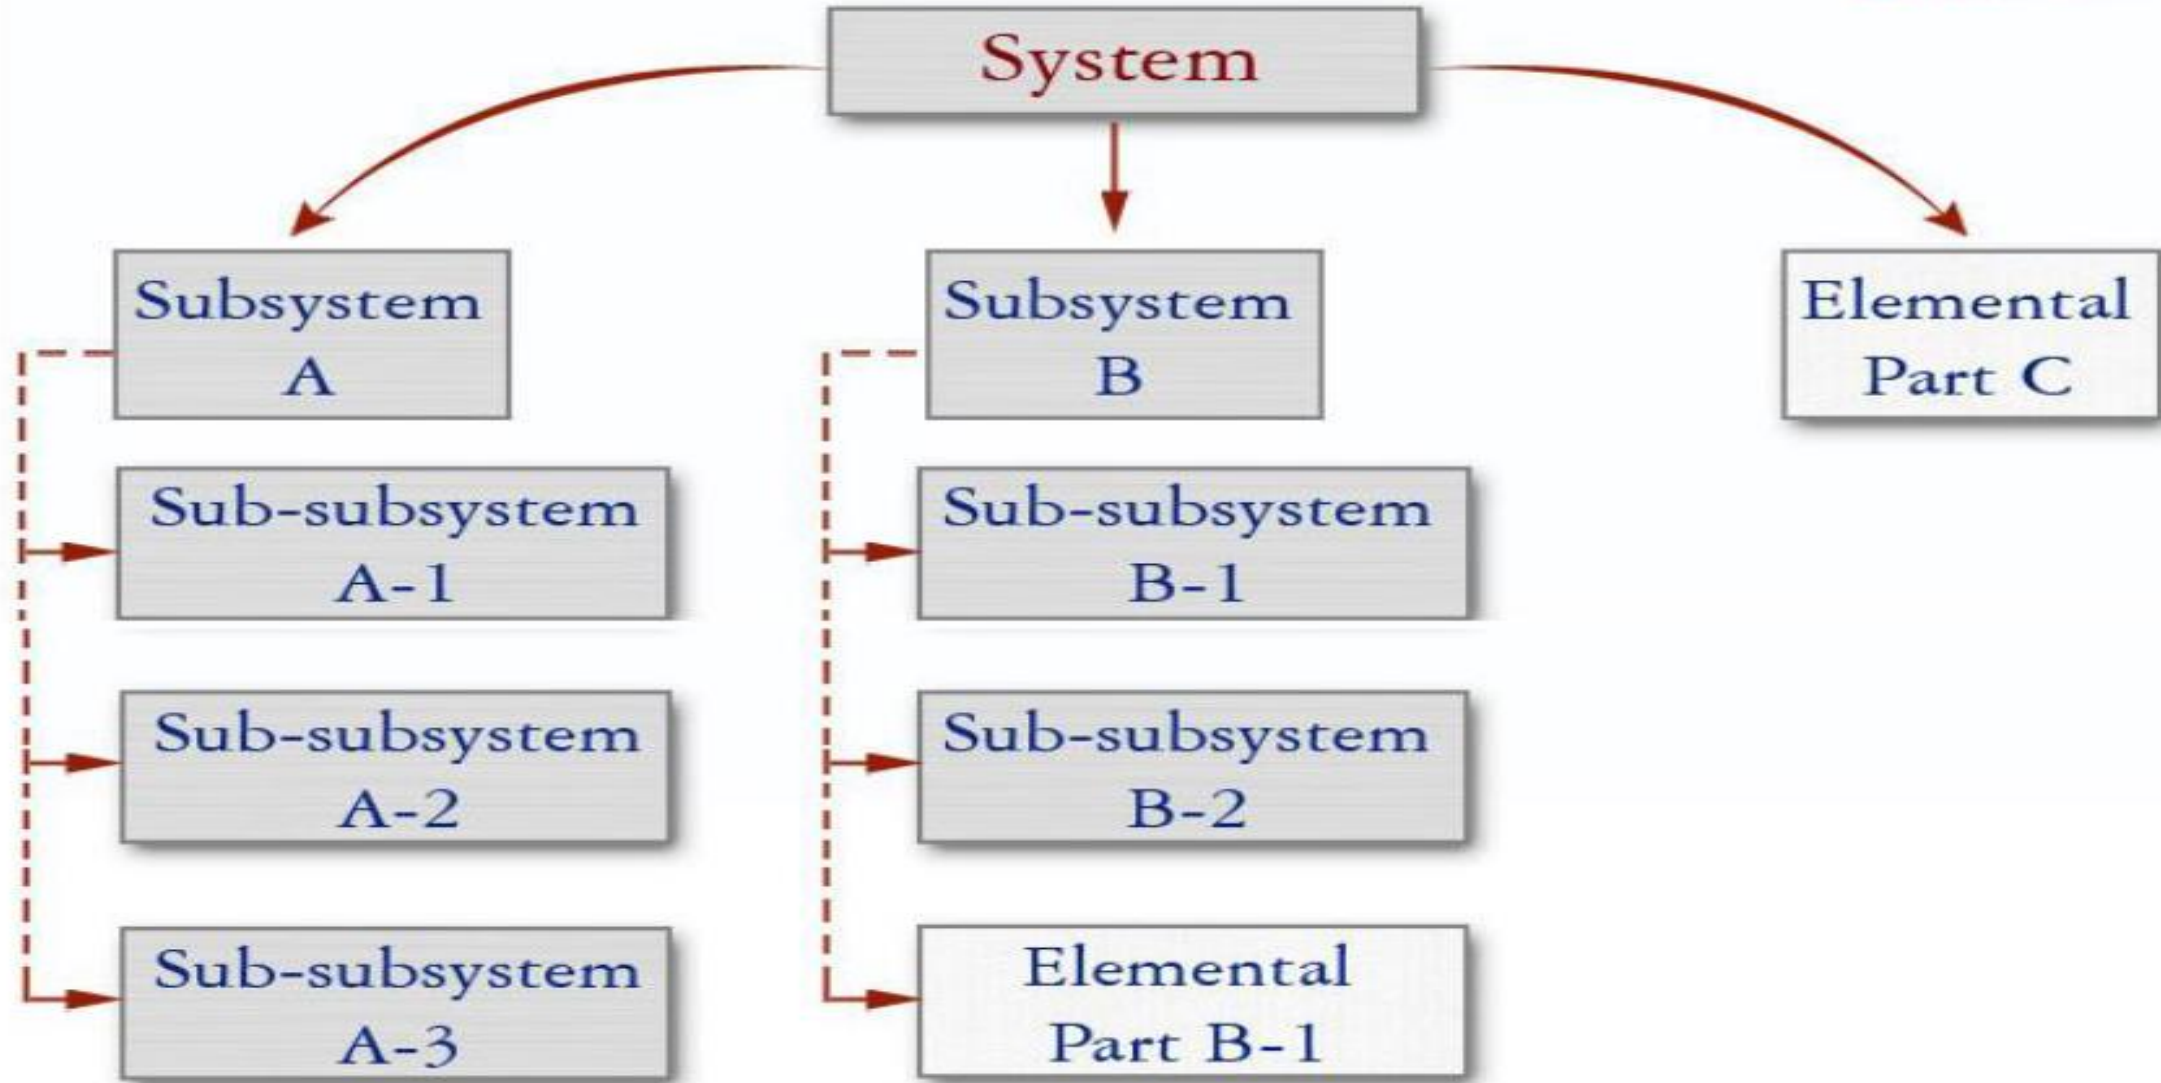 System
Subsystem
A
Subsystem
B
Elemental
Part C
Sub-subsystem
A-1
Sub-subsystem
B-1
Sub-subsystem
A-2
Sub-subsystem
B-2
Sub-subsystem
A-3
Elemental
Part B-1